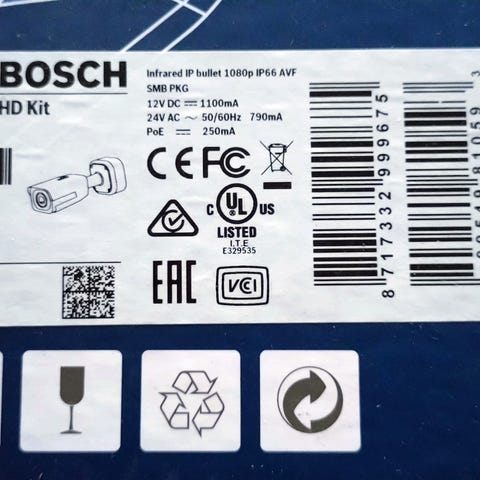 BOSCH
HD Kit
Infrared IP bullet 1080p IP66 AVF
SMB PKG
12V DC ⎓ 1100mA
24V AC ~ 50/60Hz 790mA
PoE ⎓ 250mA
CE FC
C UL US
LISTED
I.T.E
E329535
EAC
VCCI
8 717332 999675